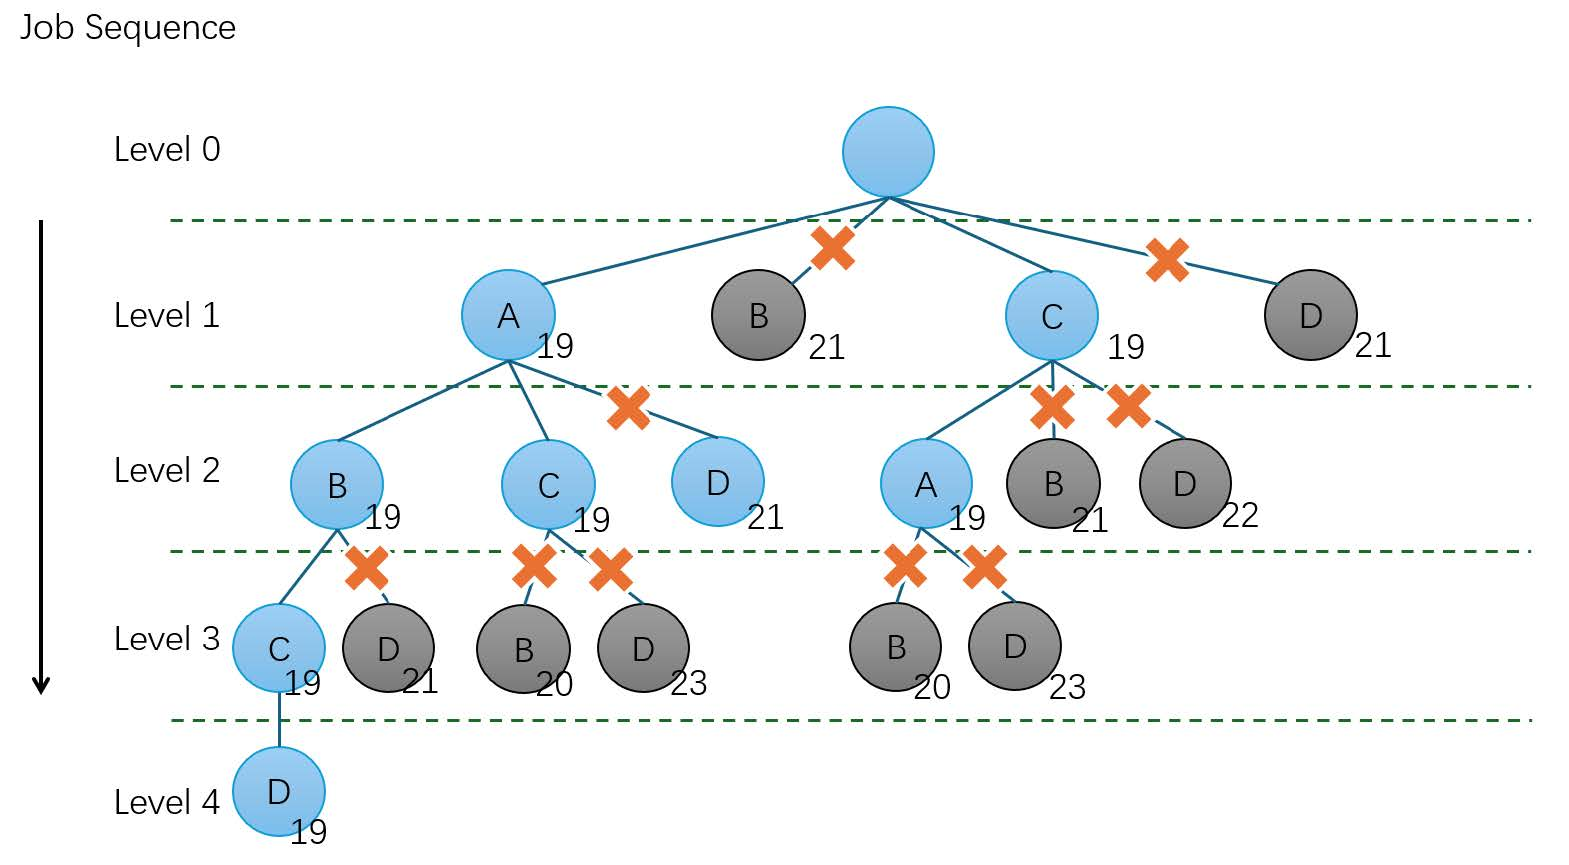 Job Sequence
Level 0
Level 1
A
19
B
21
C
19
D
21
Level 2
B
19
C
19
D
21
A
19
B
21
D
22
Level 3
C
19
D
21
B
20
D
23
B
20
D
23
Level 4
D
19